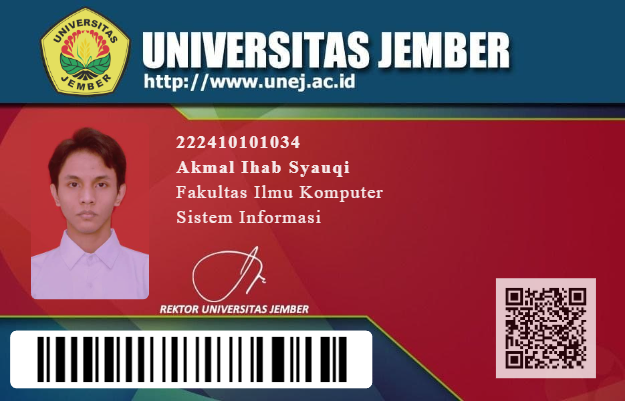 UNIVERSITAS
JEMBER
UNIVERSITAS JEMBER
http://www.unej.ac.id
222410101034
Akmal Ihab Syauqi
Fakultas Ilmu Komputer
Sistem Informasi
REKTOR UNIVERSITAS JEMBER